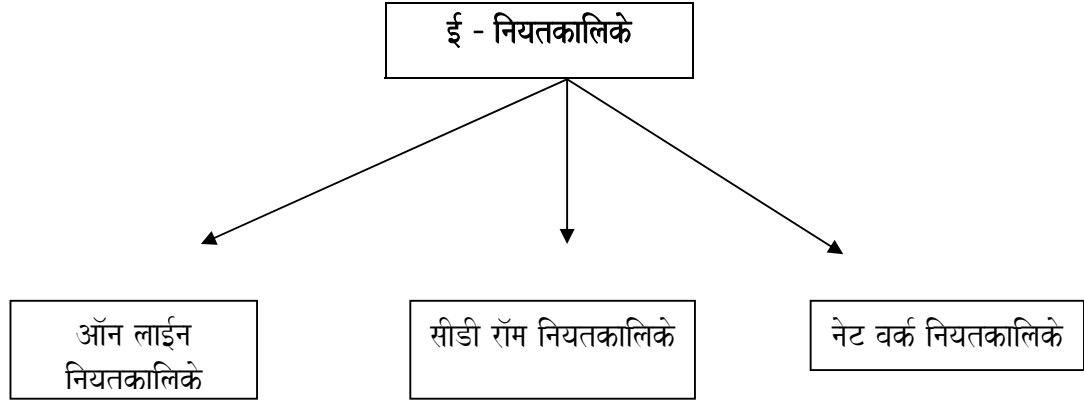 ई - नियतकालिके
ऑन लाईन
नियतकालिके
सीडी रॉम नियतकालिके
नेट वर्क नियतकालिके